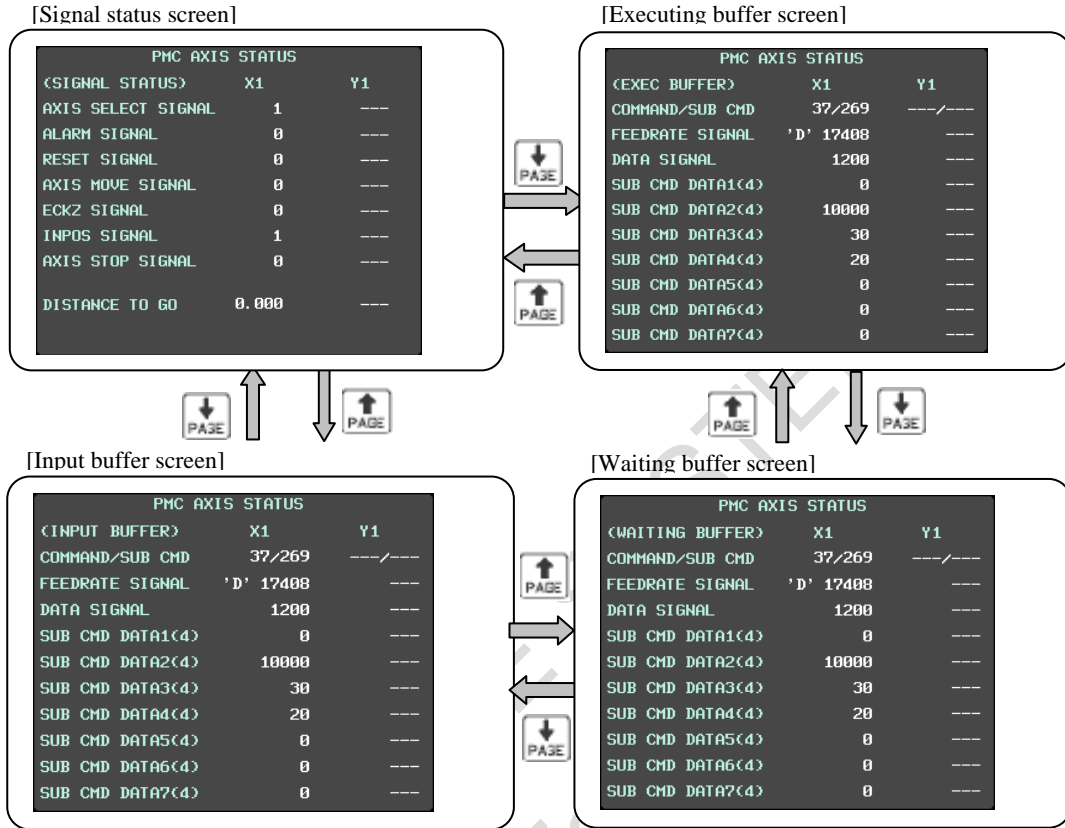 [Signal status screen]
PMC AXIS STATUS
(SIGNAL STATUS) X1 Y1
AXIS SELECT SIGNAL 1 ---
ALARM SIGNAL 0 ---
RESET SIGNAL 0 ---
AXIS MOVE SIGNAL 0 ---
ECKZ SIGNAL 0 ---
INPOS SIGNAL 1 ---
AXIS STOP SIGNAL 0 ---
DISTANCE TO GO 0.000 ---
PAGE
PAGE
[Executing buffer screen]
PMC AXIS STATUS
(EXEC BUFFER) X1 Y1
COMMAND/SUB CMD 37/269 ---/---
FEEDRATE SIGNAL 'D' 17408 ---
DATA SIGNAL 1200 ---
SUB CMD DATA1(4) 0 ---
SUB CMD DATA2(4) 10000 ---
SUB CMD DATA3(4) 30 ---
SUB CMD DATA4(4) 20 ---
SUB CMD DATA5(4) 0 ---
SUB CMD DATA6(4) 0 ---
SUB CMD DATA7(4) 0 ---
PAGE
PAGE
PAGE
PAGE
[Input buffer screen]
PMC AXIS STATUS
(INPUT BUFFER) X1 Y1
COMMAND/SUB CMD 37/269 ---/---
FEEDRATE SIGNAL 'D' 17408 ---
DATA SIGNAL 1200 ---
SUB CMD DATA1(4) 0 ---
SUB CMD DATA2(4) 10000 ---
SUB CMD DATA3(4) 30 ---
SUB CMD DATA4(4) 20 ---
SUB CMD DATA5(4) 0 ---
SUB CMD DATA6(4) 0 ---
SUB CMD DATA7(4) 0 ---
PAGE
PAGE
[Waiting buffer screen]
PMC AXIS STATUS
(WAITING BUFFER) X1 Y1
COMMAND/SUB CMD 37/269 ---/---
FEEDRATE SIGNAL 'D' 17408 ---
DATA SIGNAL 1200 ---
SUB CMD DATA1(4) 0 ---
SUB CMD DATA2(4) 10000 ---
SUB CMD DATA3(4) 30 ---
SUB CMD DATA4(4) 20 ---
SUB CMD DATA5(4) 0 ---
SUB CMD DATA6(4) 0 ---
SUB CMD DATA7(4) 0 ---